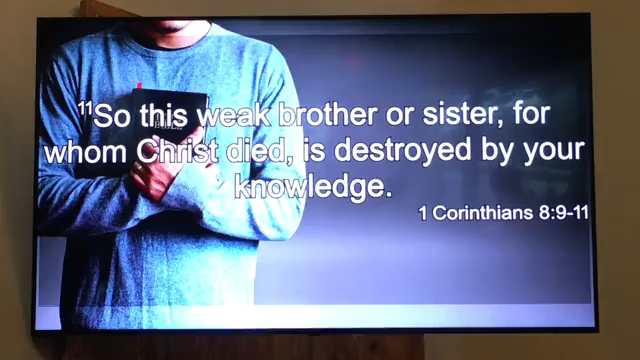 ¹¹So this weak brother or sister, for
whom Christ died, is destroyed by your
knowledge.
1 Corinthians 8:9-11